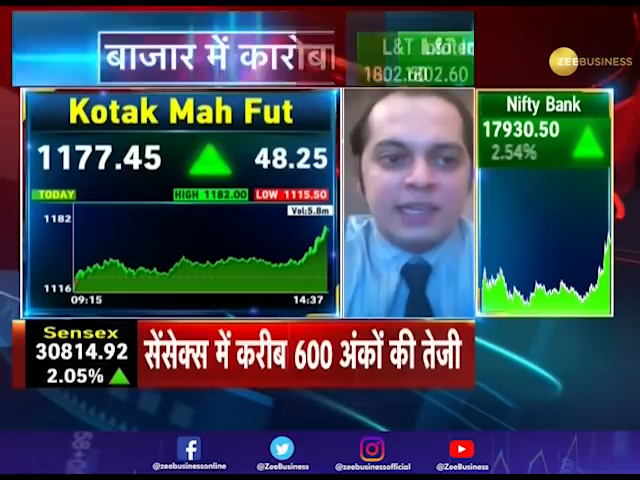 बाजार में कारोबा
L&T Infotec
1802.60
ZEEBUSINESS
Kotak Mah Fut
1177.45 48.25
TODAY HIGH 1182.00 LOW 1115.50
Vol:5.8m
1182
1116
09:15 14:37
Nifty Bank
17930.50
2.54%
Sensex
30814.92
2.05%
सेंसेक्स में करीब 600 अंकों की तेजी
@zeebusinessonline @ZeeBusiness @zeebusinessofficial @ZeeBusiness